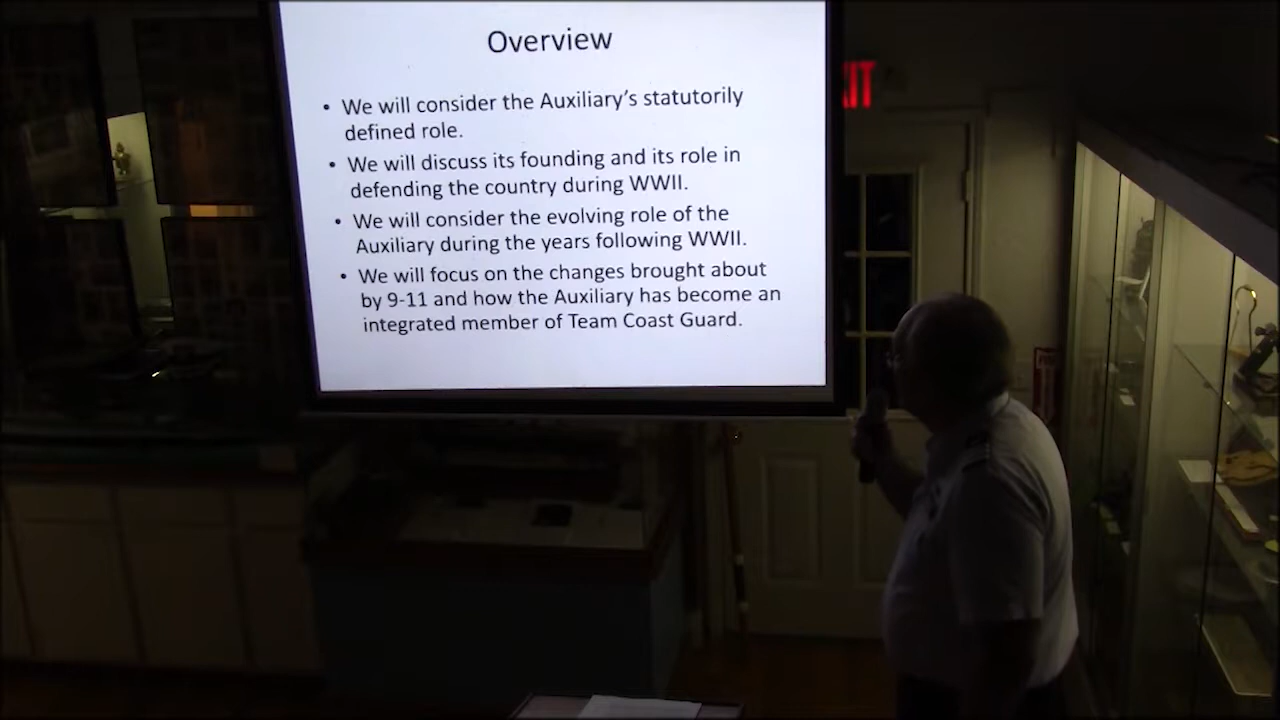 Overview
• We will consider the Auxiliary's statutorily
defined role.
• We will discuss its founding and its role in
defending the country during WWII.
• We will consider the evolving role of the
Auxiliary during the years following WWII.
• We will focus on the changes brought about
by 9-11 and how the Auxiliary has become an
integrated member of Team Coast Guard.
XIT